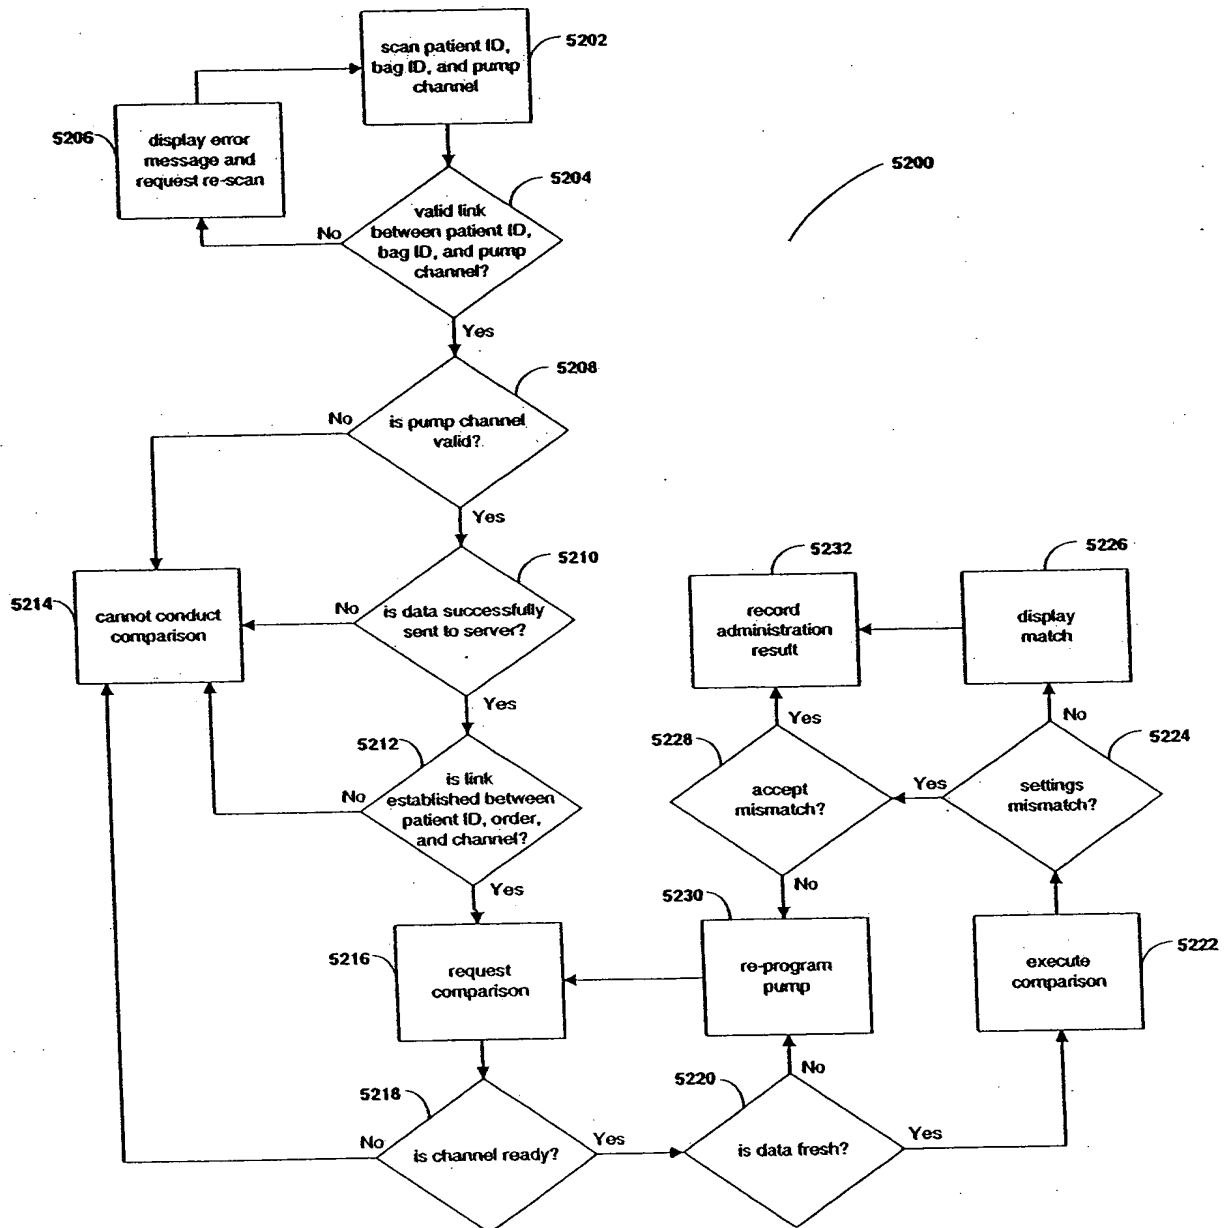 5202
scan patient ID,
bag ID, and pump
channel
5206
display error
message and
request re-scan
5204
5200
valid link
between patient ID,
bag ID, and pump
channel?
No
Yes
5208
No
is pump channel
valid?
Yes
5210
5232
5226
5214
cannot conduct
comparison
No
is data successfully
sent to server?
record
administration
result
display
match
Yes
Yes
No
5212
5228
5224
is link
established between
patient ID, order,
and channel?
No
accept
mismatch?
Yes
settings
mismatch?
Yes
No
5230
5216
request
comparison
re-program
pump
execute
comparison
5222
No
5218
5220
No
is channel ready?
Yes
is data fresh?
Yes